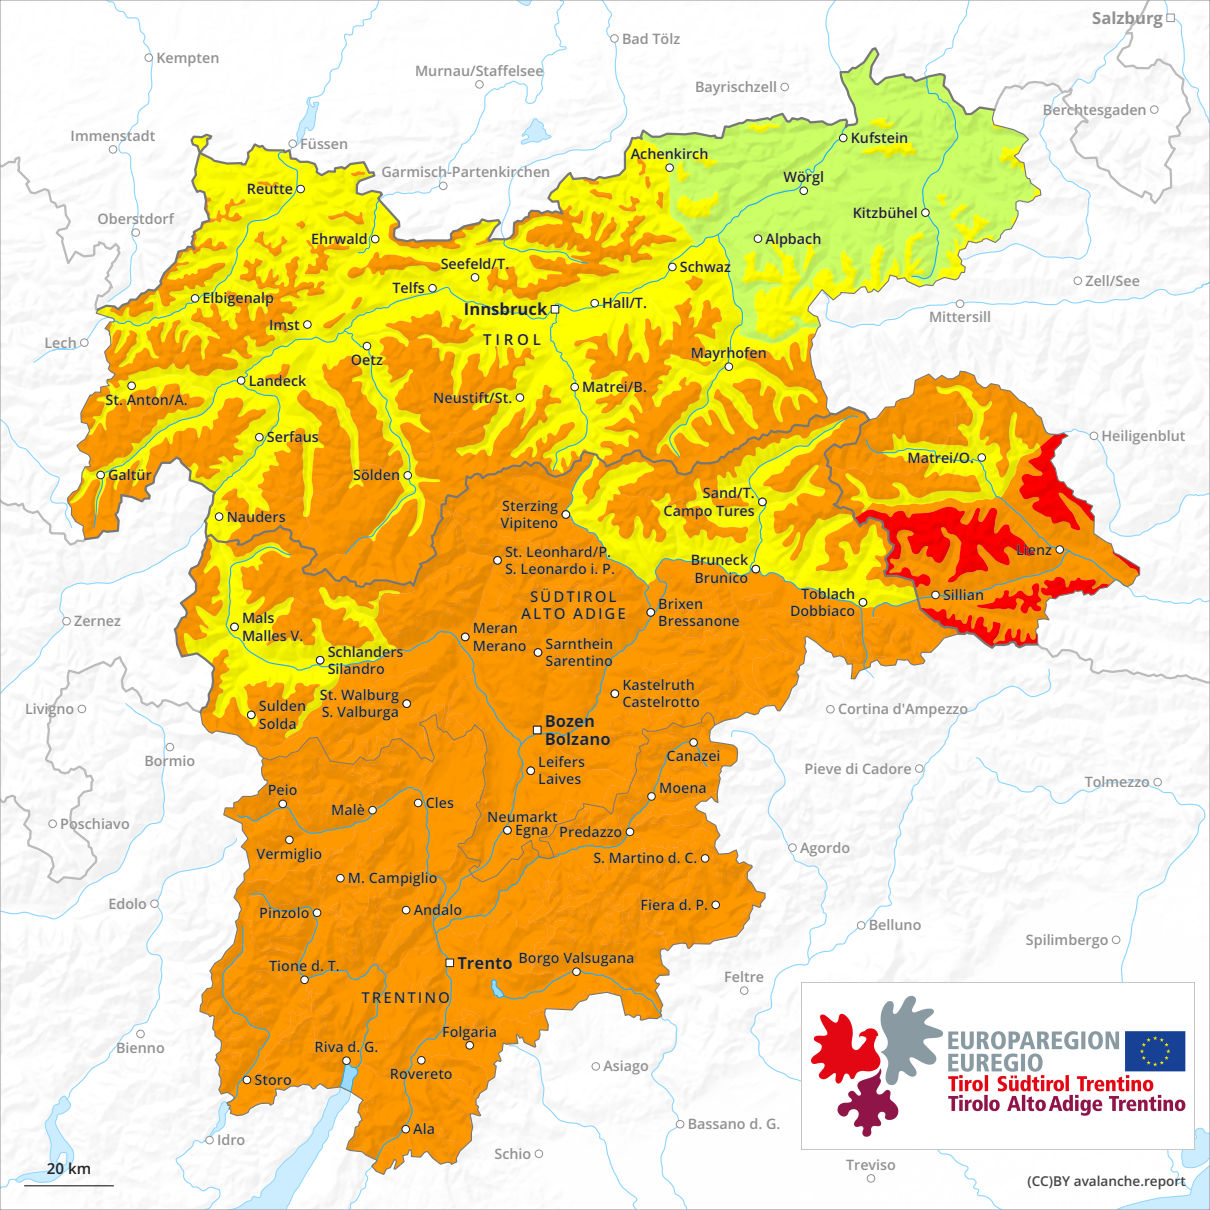 Salzburg
Bad Tölz
Kempten
Murnau/Staffelsee
Bayrischzell
Berchtesgaden
Immenstadt
Füssen
Kufstein
Achenkirch
Garmisch-Partenkirchen
Wörgl
Reutte
Oberstdorf
Kitzbühel
Ehrwald
Alpbach
Seefeld/T.
Schwaz
Zell/See
Telfs
Elbigenalp
Innsbruck
Hall/T.
Mittersill
Imst
TIROL
Lech
Oetz
Mayrhofen
Landeck
Matrei/B.
St. Anton/A.
Neustift/St.
Serfaus
Heiligenblut
Matrei/O.
Galtür
Sölden
Sand/T.
Campo Tures
Sterzing
Vipiteno
Nauders
St. Leonhard/P.
S. Leonardo i. P.
Lienz
Bruneck
Brunico
SÜDTIROL
ALTO ADIGE
Toblach
Dobbiaco
Sillian
Brixen
Bressanone
Zernez
Mals
Malles V.
Meran
Merano
Sarnthein
Sarentino
Schlanders
Silandro
St. Walburg
S. Valburga
Kastelruth
Castelrotto
Livigno
Sulden
Solda
Cortina d'Ampezzo
Bozen
Bolzano
Bormio
Canazei
Leifers
Laives
Pieve di Cadore
Tolmezzo
Peio
Malè
Cles
Moena
Neumarkt
Egna
Predazzo
Poschiavo
Vermiglio
Agordo
S. Martino d. C.
M. Campiglio
Edolo
Pinzolo
Andalo
Fiera d. P.
Belluno
Spilimbergo
Tione d. T.
Trento
Borgo Valsugana
Feltre
TRENTINO
Folgaria
Bienno
Riva d. G.
Rovereto
Asiago
Storo
EUROPAREGION
EUREGIO
Tirol Südtirol Trentino
Tirolo Alto Adige Trentino
Ala
Idro
Bassano d. G.
Schio
Treviso
20 km
(CC)BY avalanche.report